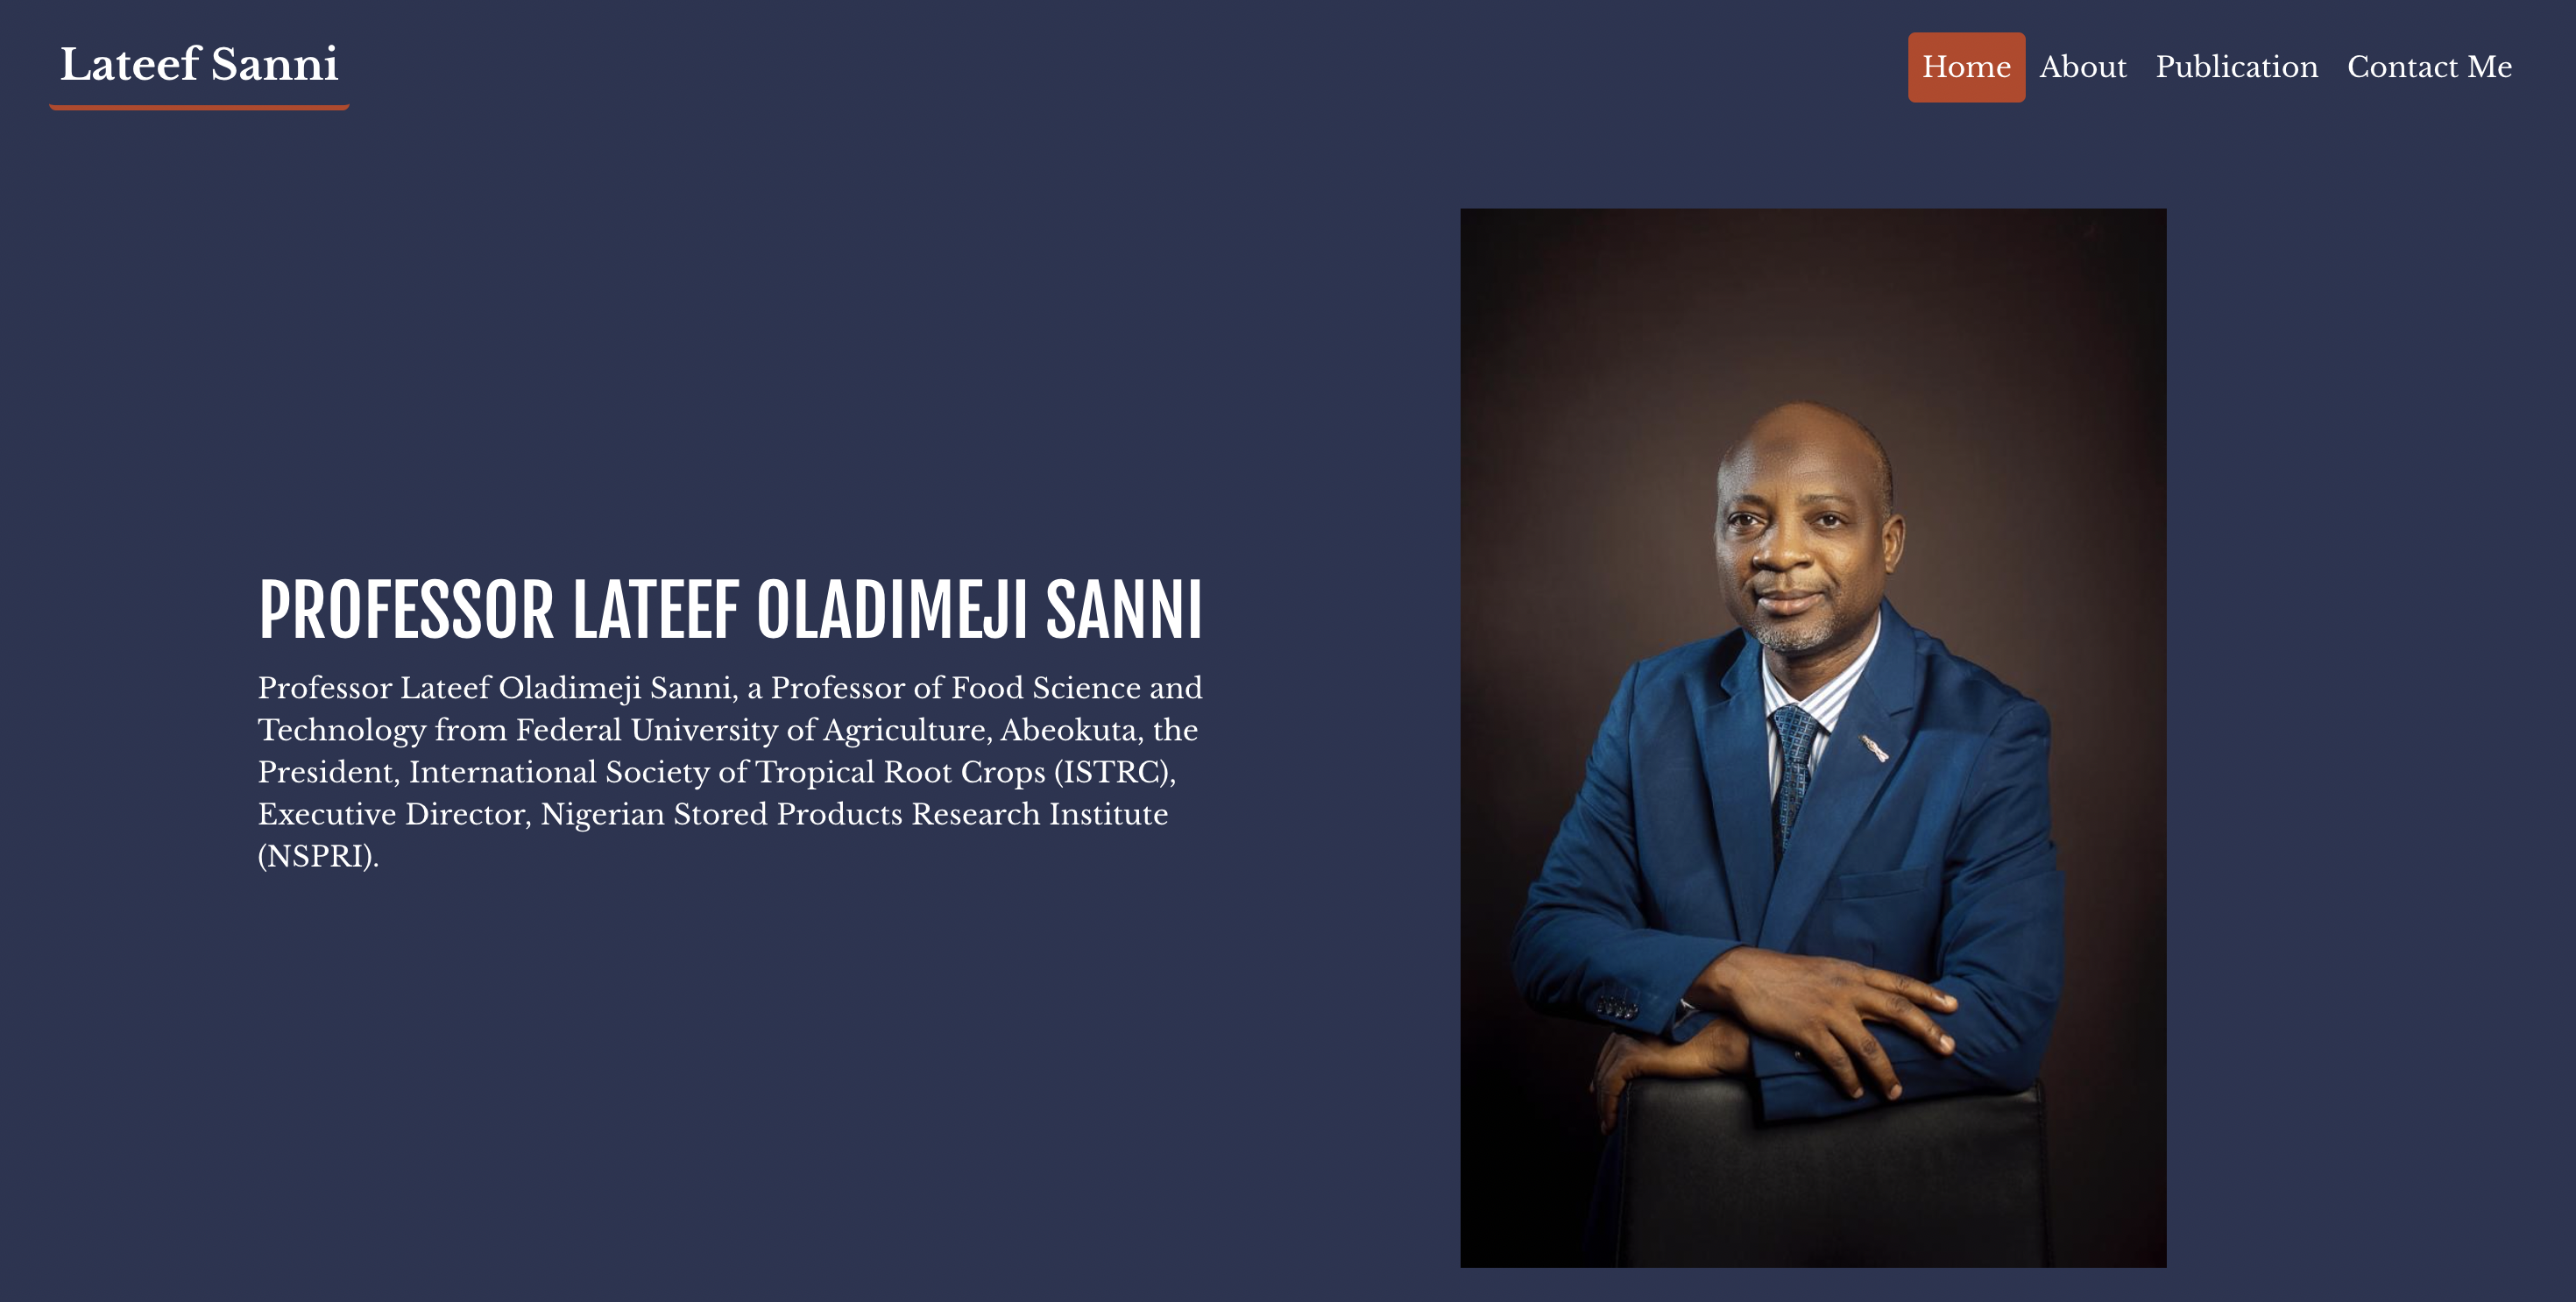 Lateef Sanni
Home About Publication Contact Me
PROFESSOR LATEEF OLADIMEJI SANNI
Professor Lateef Oladimeji Sanni, a Professor of Food Science and
Technology from Federal University of Agriculture, Abeokuta, the
President, International Society of Tropical Root Crops (ISTRC),
Executive Director, Nigerian Stored Products Research Institute
(NSPRI).